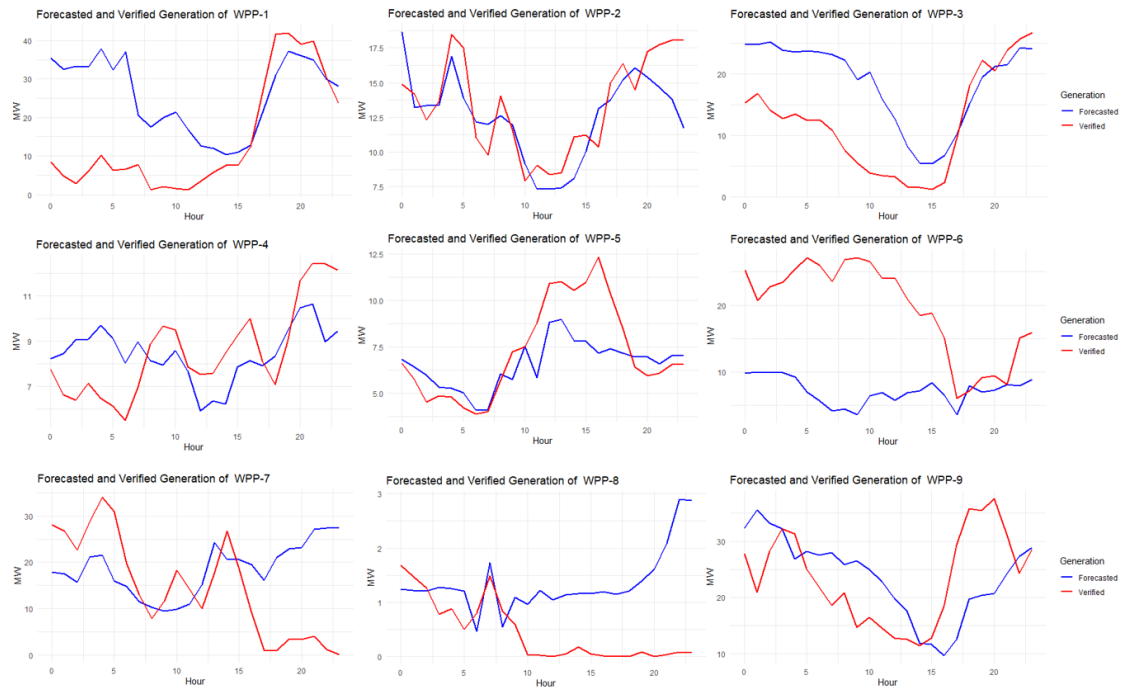 Forecasted and Verified Generation of WPP-1
40
30
20
10
0
MW
0 5 10 15 20
Hour
Forecasted and Verified Generation of WPP-2
17.5
15.0
12.5
10.0
7.5
MW
0 5 10 15 20
Hour
Forecasted and Verified Generation of WPP-3
20
10
0
MW
0 5 10 15 20
Hour
Generation
Forecasted
Verified
Forecasted and Verified Generation of WPP-4
11
9
7
MW
0 5 10 15 20
Hour
Forecasted and Verified Generation of WPP-5
12.5
10.0
7.5
5.0
MW
0 5 10 15 20
Hour
Forecasted and Verified Generation of WPP-6
20
10
MW
0 5 10 15 20
Hour
Generation
Forecasted
Verified
Forecasted and Verified Generation of WPP-7
30
20
10
0
MW
0 5 10 15 20
Hour
Forecasted and Verified Generation of WPP-8
3
2
1
0
MW
0 5 10 15 20
Hour
Forecasted and Verified Generation of WPP-9
30
20
10
MW
0 5 10 15 20
Hour
Generation
Forecasted
Verified